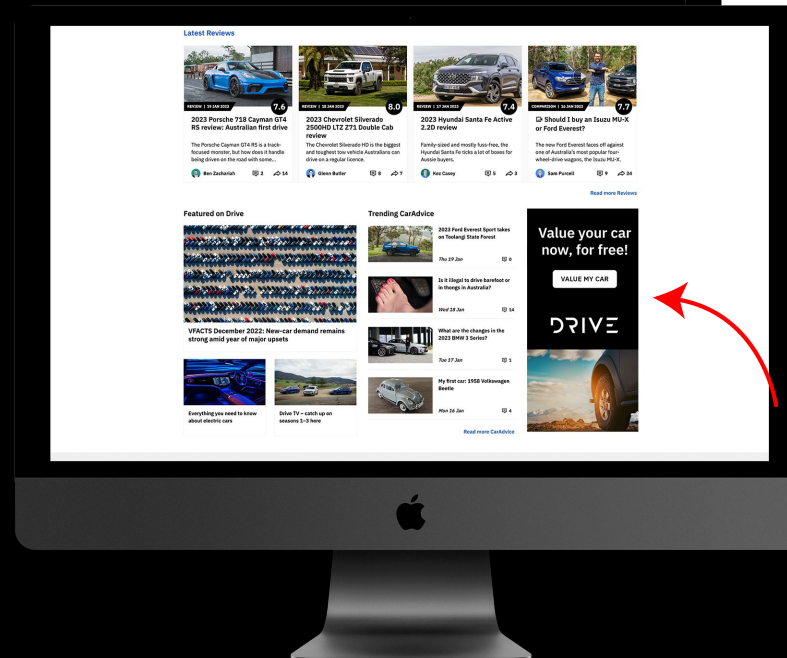 Latest Reviews
REVIEW | 19 JAN 2023
7.6
2023 Porsche 718 Cayman GT4
RS review: Australian first drive
The Porsche Cayman GT4 RS is a track-
focused monster, but how does it handle
being driven on the road with some...
Ben Zachariah 2 14
REVIEW | 18 JAN 2023
8.0
2023 Chevrolet Silverado
2500HD LTZ Z71 Double Cab
review
The Chevrolet Silverado HD is the biggest
and toughest tow vehicle Australians can
drive on a regular licence.
Glenn Butler 8 7
REVIEW | 17 JAN 2023
7.4
2023 Hyundai Santa Fe Active
2.2D review
Family-sized and mostly fuss-free, the
Hyundai Santa Fe ticks a lot of boxes for
Aussie buyers.
Kez Casey 5 3
COMPARISON | 16 JAN 2023
7.7
Should I buy an Isuzu MU-X
or Ford Everest?
The new Ford Everest faces off against
one of Australia's most popular four-
wheel-drive wagons, the Isuzu MU-X.
Sam Purcell 9 24
Read more Reviews
Featured on Drive
VFACTS December 2022: New-car demand remains
strong amid year of major upsets
Everything you need to know
about electric cars
Drive TV – catch up on
seasons 1–3 here
Trending CarAdvice
2023 Ford Everest Sport takes
on Toolangi State Forest
Thu 19 Jan 0
Is it illegal to drive barefoot or
in thongs in Australia?
Wed 18 Jan 14
What are the changes in the
2023 BMW 3 Series?
Tue 17 Jan 1
My first car: 1958 Volkswagen
Beetle
Mon 16 Jan 4
Read more CarAdvice
Value your car
now, for free!
VALUE MY CAR
DRIVE